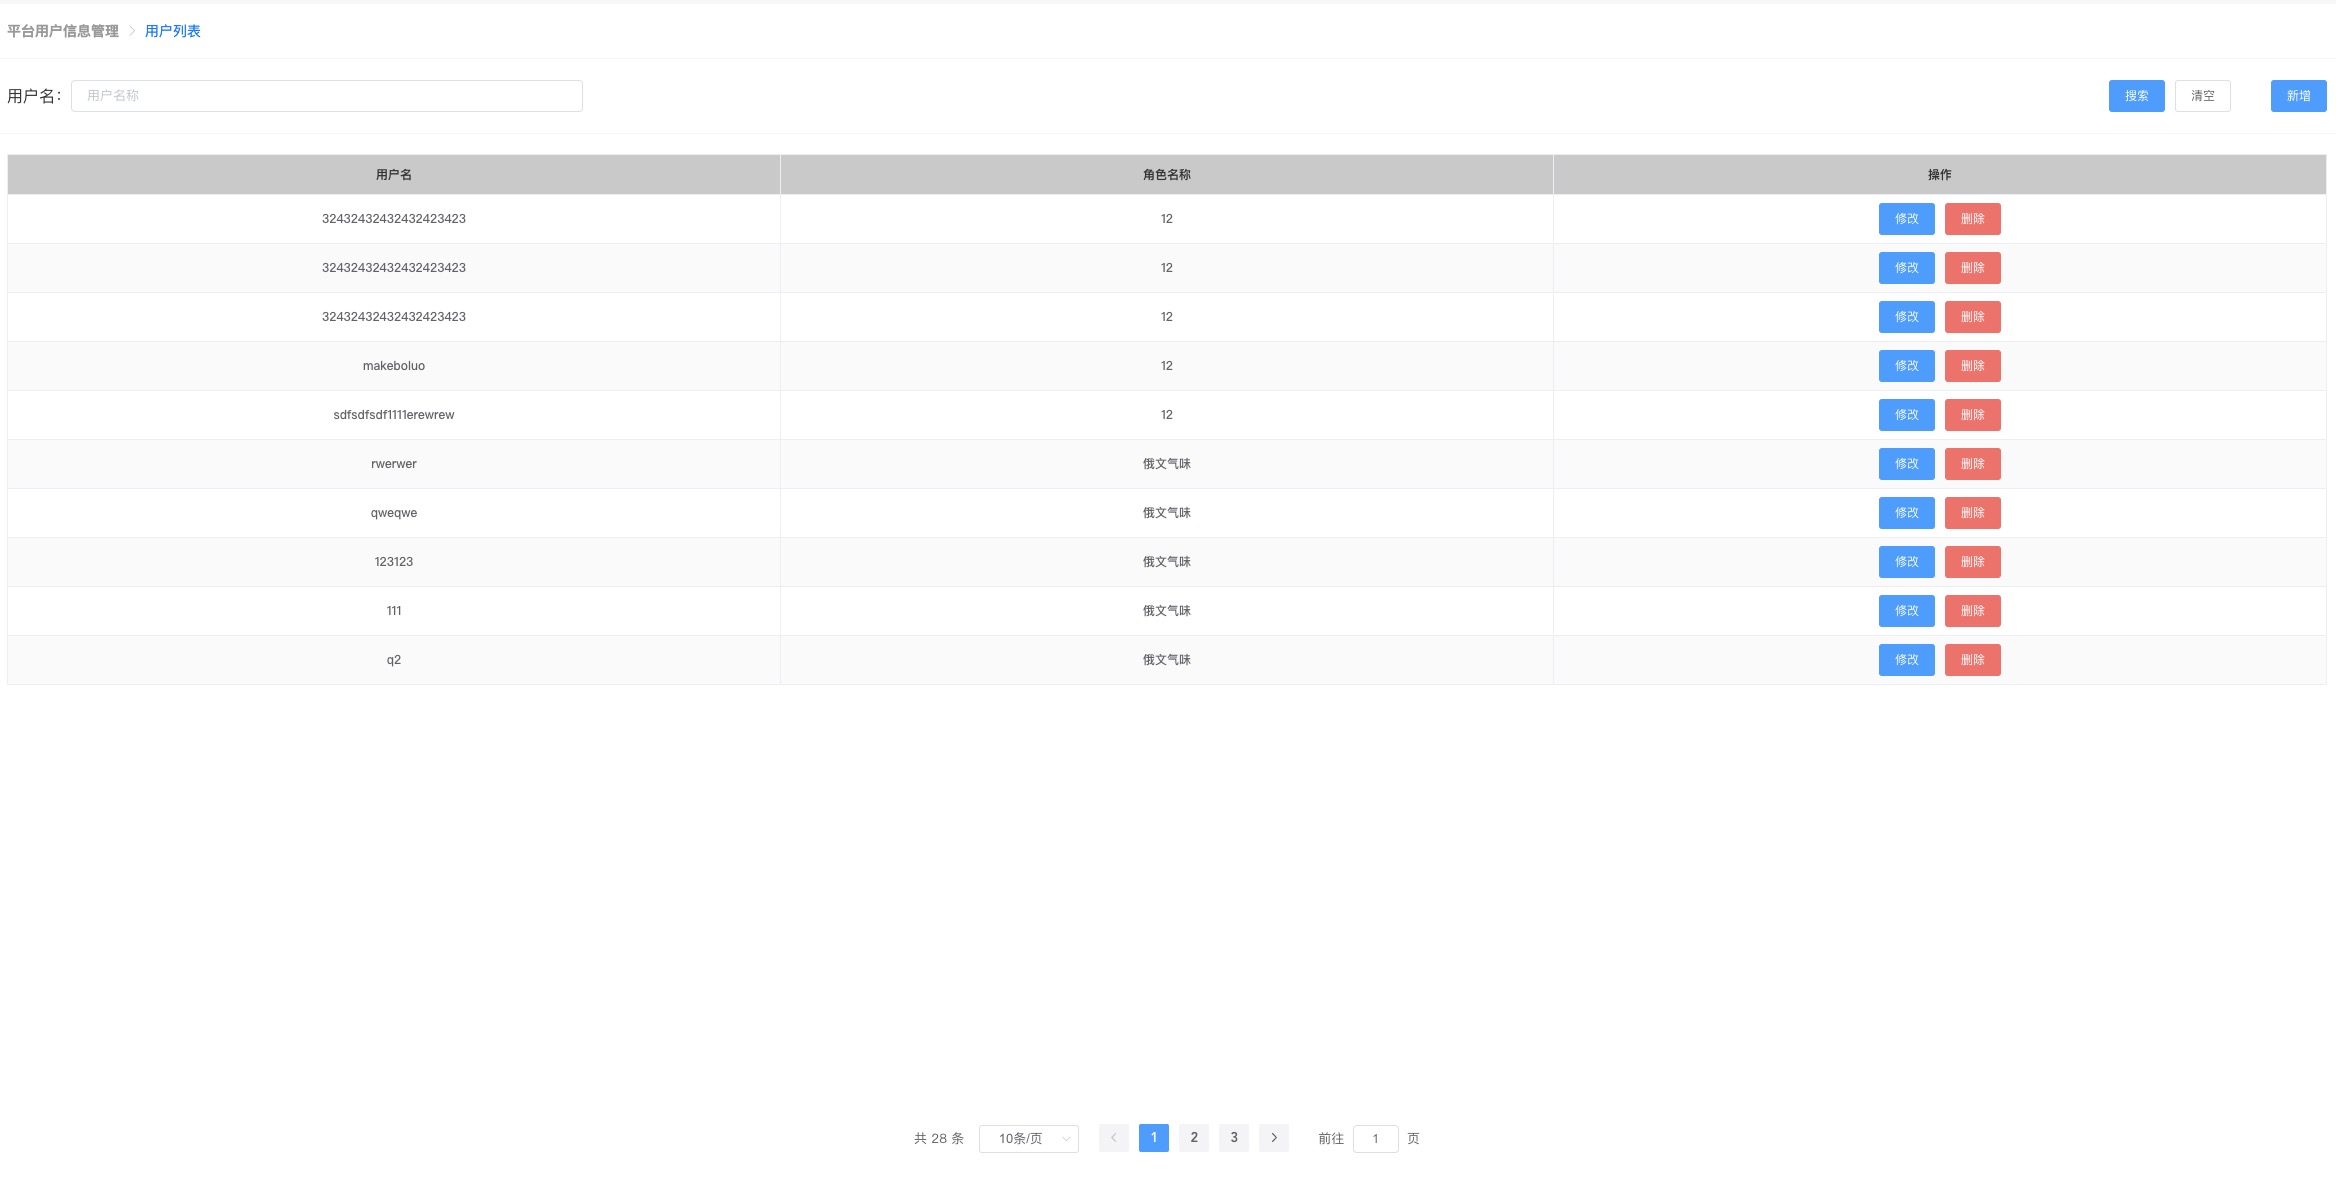 平台用户信息管理 用户列表
用户名： 用户名称 搜索 清空 新增
用户名 角色名称 操作
32432432432432423423 12 修改 删除
32432432432432423423 12 修改 删除
32432432432432423423 12 修改 删除
makeboluo 12 修改 删除
sdfsdfsdf1111erewrew 12 修改 删除
rwerwer 俄文气味 修改 删除
qweqwe 俄文气味 修改 删除
123123 俄文气味 修改 删除
111 俄文气味 修改 删除
q2 俄文气味 修改 删除
共 28 条 10条/页 1 2 3 前往 1 页